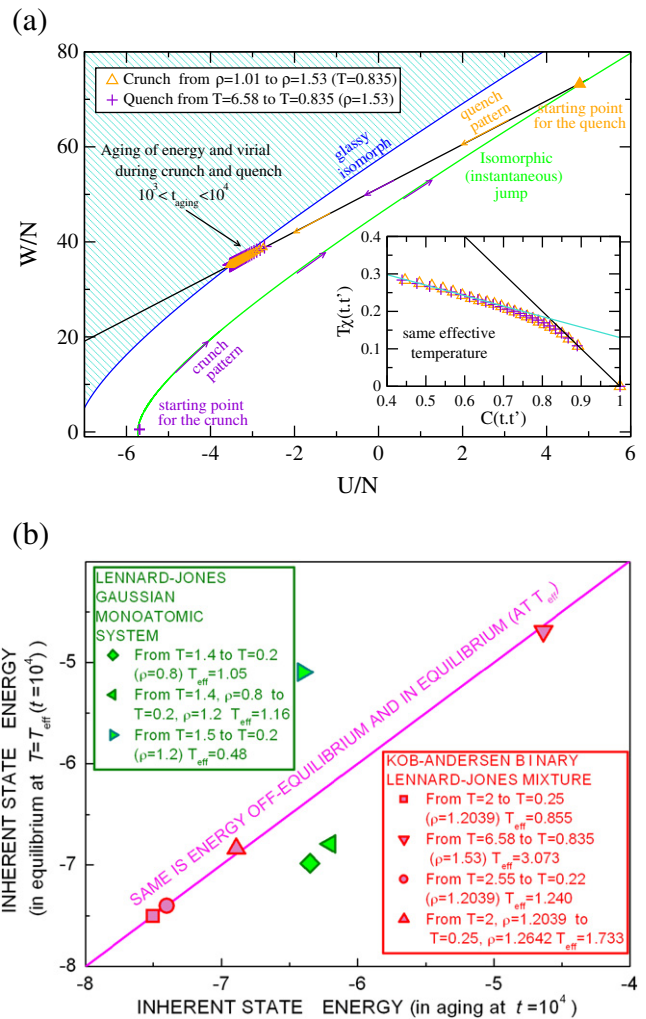 (a)
80
60
40
20
0
W/N
-6
-4
-2
0
2
4
6
U/N
Crunch from ρ=1.01 to ρ=1.53 (T=0.835)
Quench from T=6.58 to T=0.835 (ρ=1.53)
Aging of energy and virial
during crunch and quench
10³< t_aging <10⁴
glassy
isomorph
quench
pattern
starting point
for the quench
Isomorphic
(instantaneous)
jump
crunch
pattern
starting point
for the crunch
0.4
0.3
0.2
0.1
0
Tχ(t.t')
same effective
temperature
0.4
0.5
0.6
0.7
0.8
0.9
1
C(t.t')
(b)
-4
-5
-6
-7
-8
INHERENT STATE ENERGY
(in equilibrium at T=T_eff (t=10⁴))
LENNARD-JONES
GAUSSIAN
MONOATOMIC
SYSTEM
From T=1.4 to T=0.2
(ρ=0.8) T_eff=1.05
From T=1.4, ρ=0.8 to
T=0.2, ρ=1.2 T_eff=1.16
From T=1.5 to T=0.2
(ρ=1.2) T_eff=0.48
SAME IS ENERGY OFF-EQUILIBRIUM AND IN EQUILIBRIUM (AT T_eff)
KOB-ANDERSEN BINARY
LENNARD-JONES MIXTURE
From T=2 to T=0.25
(ρ=1.2039) T_eff=0.855
From T=6.58 to T=0.835
(ρ=1.53) T_eff=3.073
From T=2.55 to T=0.22
(ρ=1.2039) T_eff=1.240
From T=2, ρ=1.2039 to
T=0.25, ρ=1.2642 T_eff=1.733
-8
-7
-6
-5
-4
INHERENT STATE ENERGY (in aging at t=10⁴)